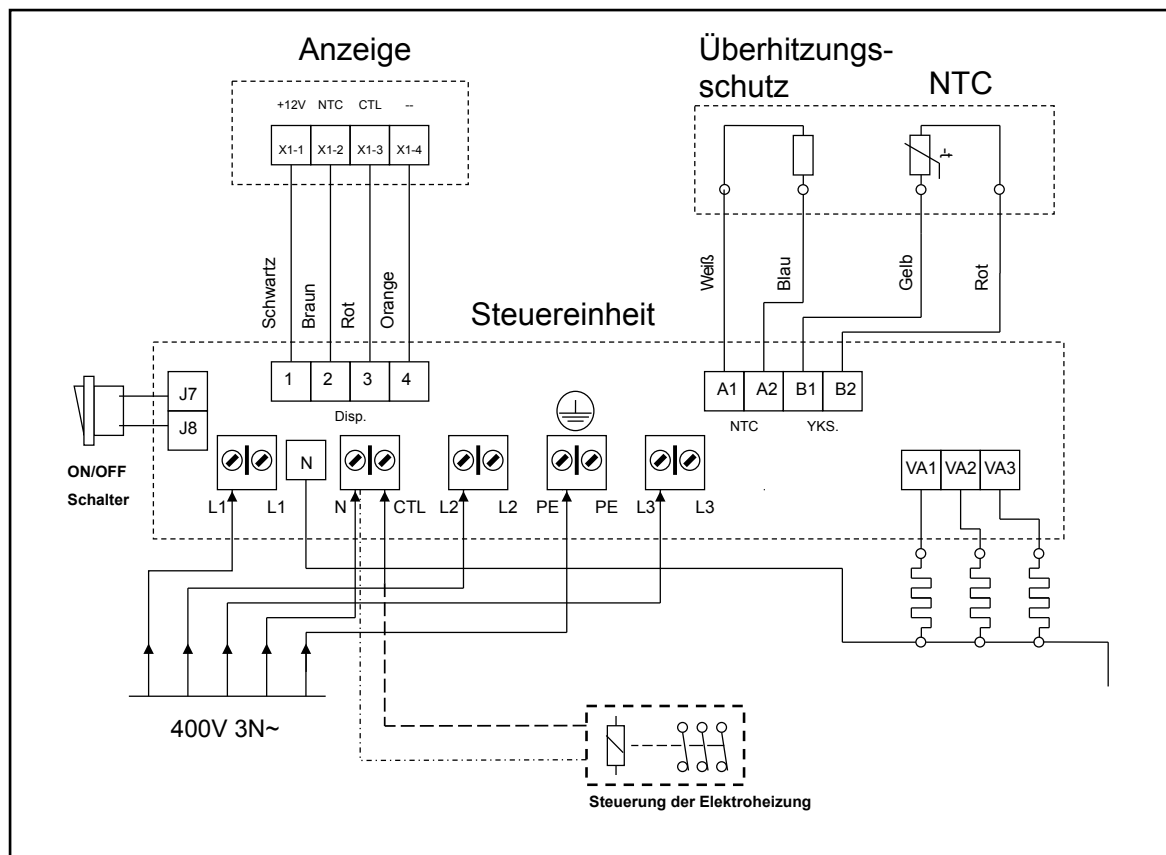 Anzeige
Überhitzungs-
schutz NTC
+12V NTC CTL --
X1-1 X1-2 X1-3 X1-4
-t
Schwartz
Braun
Rot
Orange
Weiß
Blau
Gelb
Rot
Steuereinheit
J7
J8
1 2 3 4
Disp.
A1 A2 B1 B2
NTC YKS.
ON/OFF
Schalter
N
VA1 VA2 VA3
L1 L1 N CTL L2 L2 PE PE L3 L3
400V 3N~
Steuerung der Elektroheizung